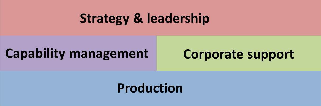 Strategy & leadership
Capability management
Corporate support
Production